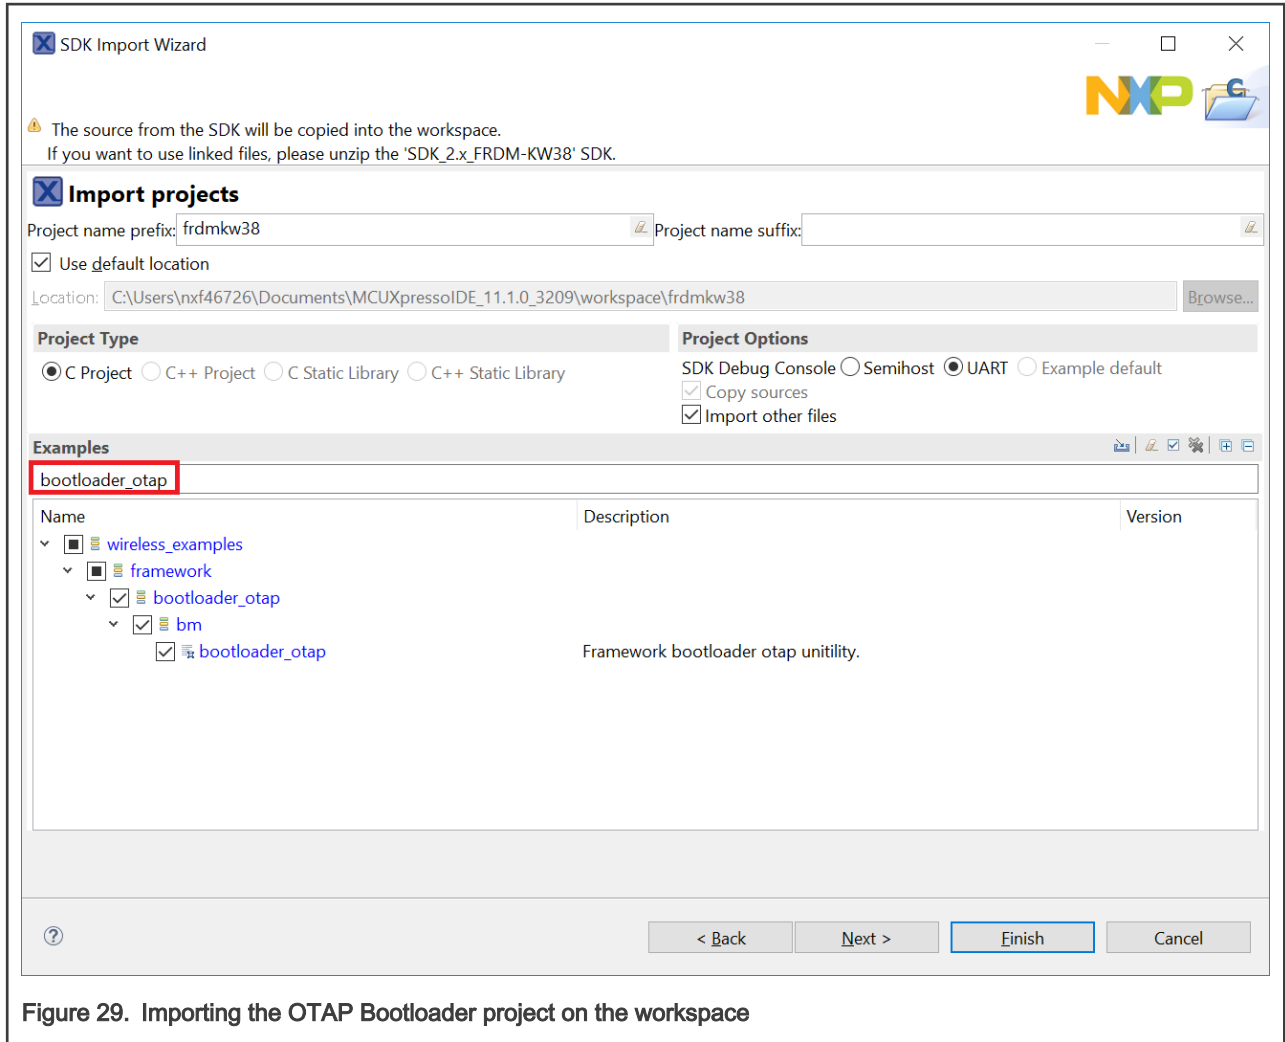 SDK Import Wizard
NXP
The source from the SDK will be copied into the workspace.
If you want to use linked files, please unzip the 'SDK_2.x_FRDM-KW38' SDK.
Import projects
Project name prefix: frdmkw38 Project name suffix:
Use default location
Location: C:\Users\nxf46726\Documents\MCUXpressoIDE_11.1.0_3209\workspace\frdmkw38 Browse...
Project Type Project Options
C Project C++ Project C Static Library C++ Static Library SDK Debug Console Semihost UART Example default
Copy sources
Import other files
Examples
bootloader_otap
Name Description Version
wireless_examples
framework
bootloader_otap
bm
bootloader_otap Framework bootloader otap unitility.
< Back Next > Finish Cancel
Figure 29. Importing the OTAP Bootloader project on the workspace